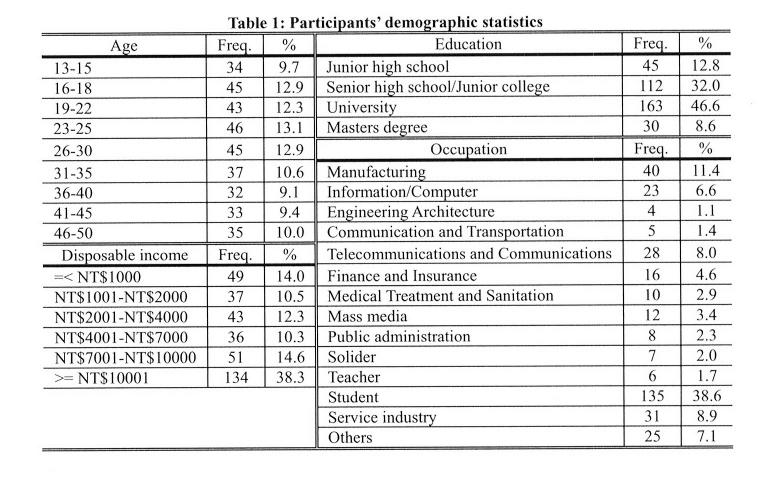 Table 1: Participants' demographic statistics
Age Freq. % Education Freq. %
13-15 34 9.7 Junior high school 45 12.8
16-18 45 12.9 Senior high school/Junior college 112 32.0
19-22 43 12.3 University 163 46.6
23-25 46 13.1 Masters degree 30 8.6
26-30 45 12.9 Occupation Freq. %
31-35 37 10.6 Manufacturing 40 11.4
36-40 32 9.1 Information/Computer 23 6.6
41-45 33 9.4 Engineering Architecture 4 1.1
46-50 35 10.0 Communication and Transportation 5 1.4
Disposable income Freq. % Telecommunications and Communications 28 8.0
=< NT$1000 49 14.0 Finance and Insurance 16 4.6
NT$1001-NT$2000 37 10.5 Medical Treatment and Sanitation 10 2.9
NT$2001-NT$4000 43 12.3 Mass media 12 3.4
NT$4001-NT$7000 36 10.3 Public administration 8 2.3
NT$7001-NT$10000 51 14.6 Solider 7 2.0
>= NT$10001 134 38.3 Teacher 6 1.7
Student 135 38.6
Service industry 31 8.9
Others 25 7.1